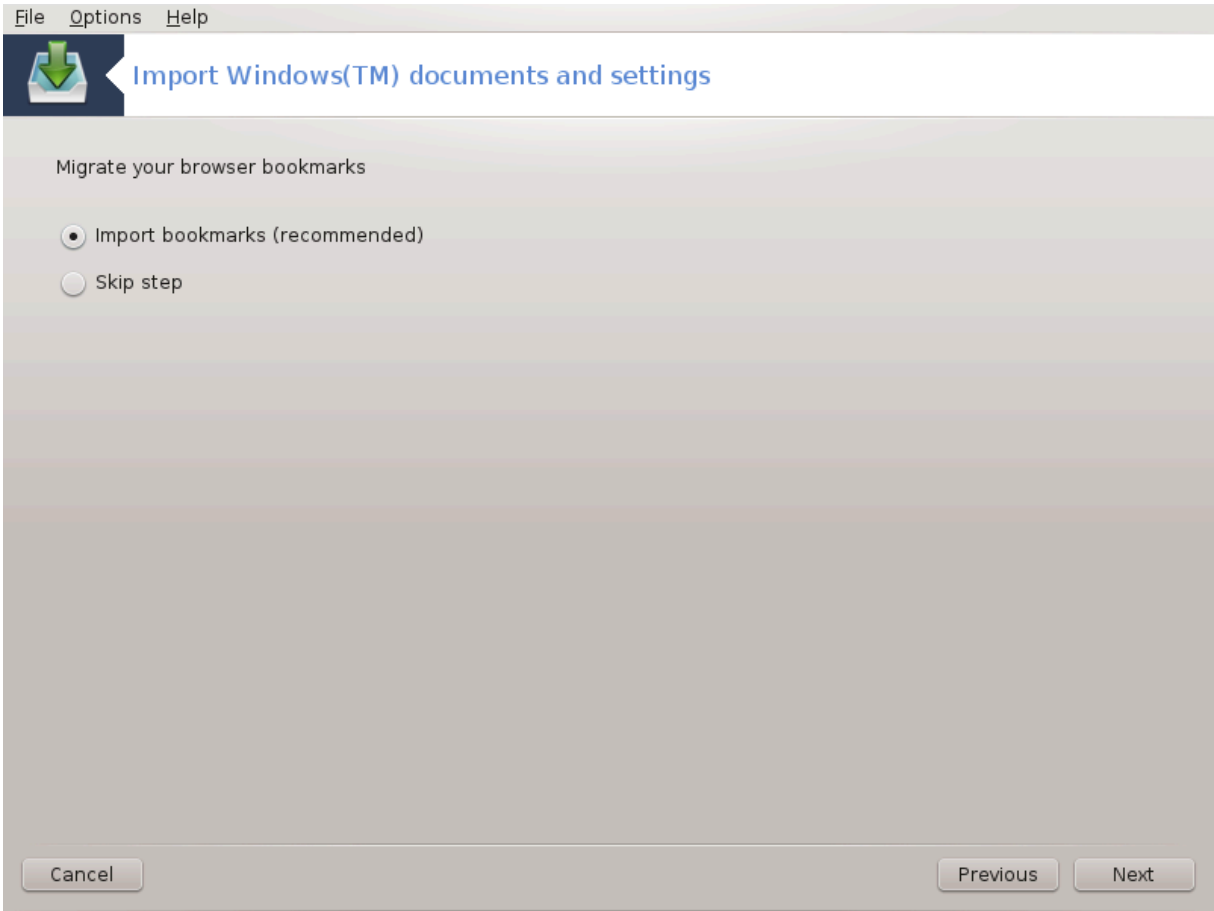 File Options Help
Import Windows(TM) documents and settings
Migrate your browser bookmarks
Import bookmarks (recommended)
Skip step
Cancel Previous Next